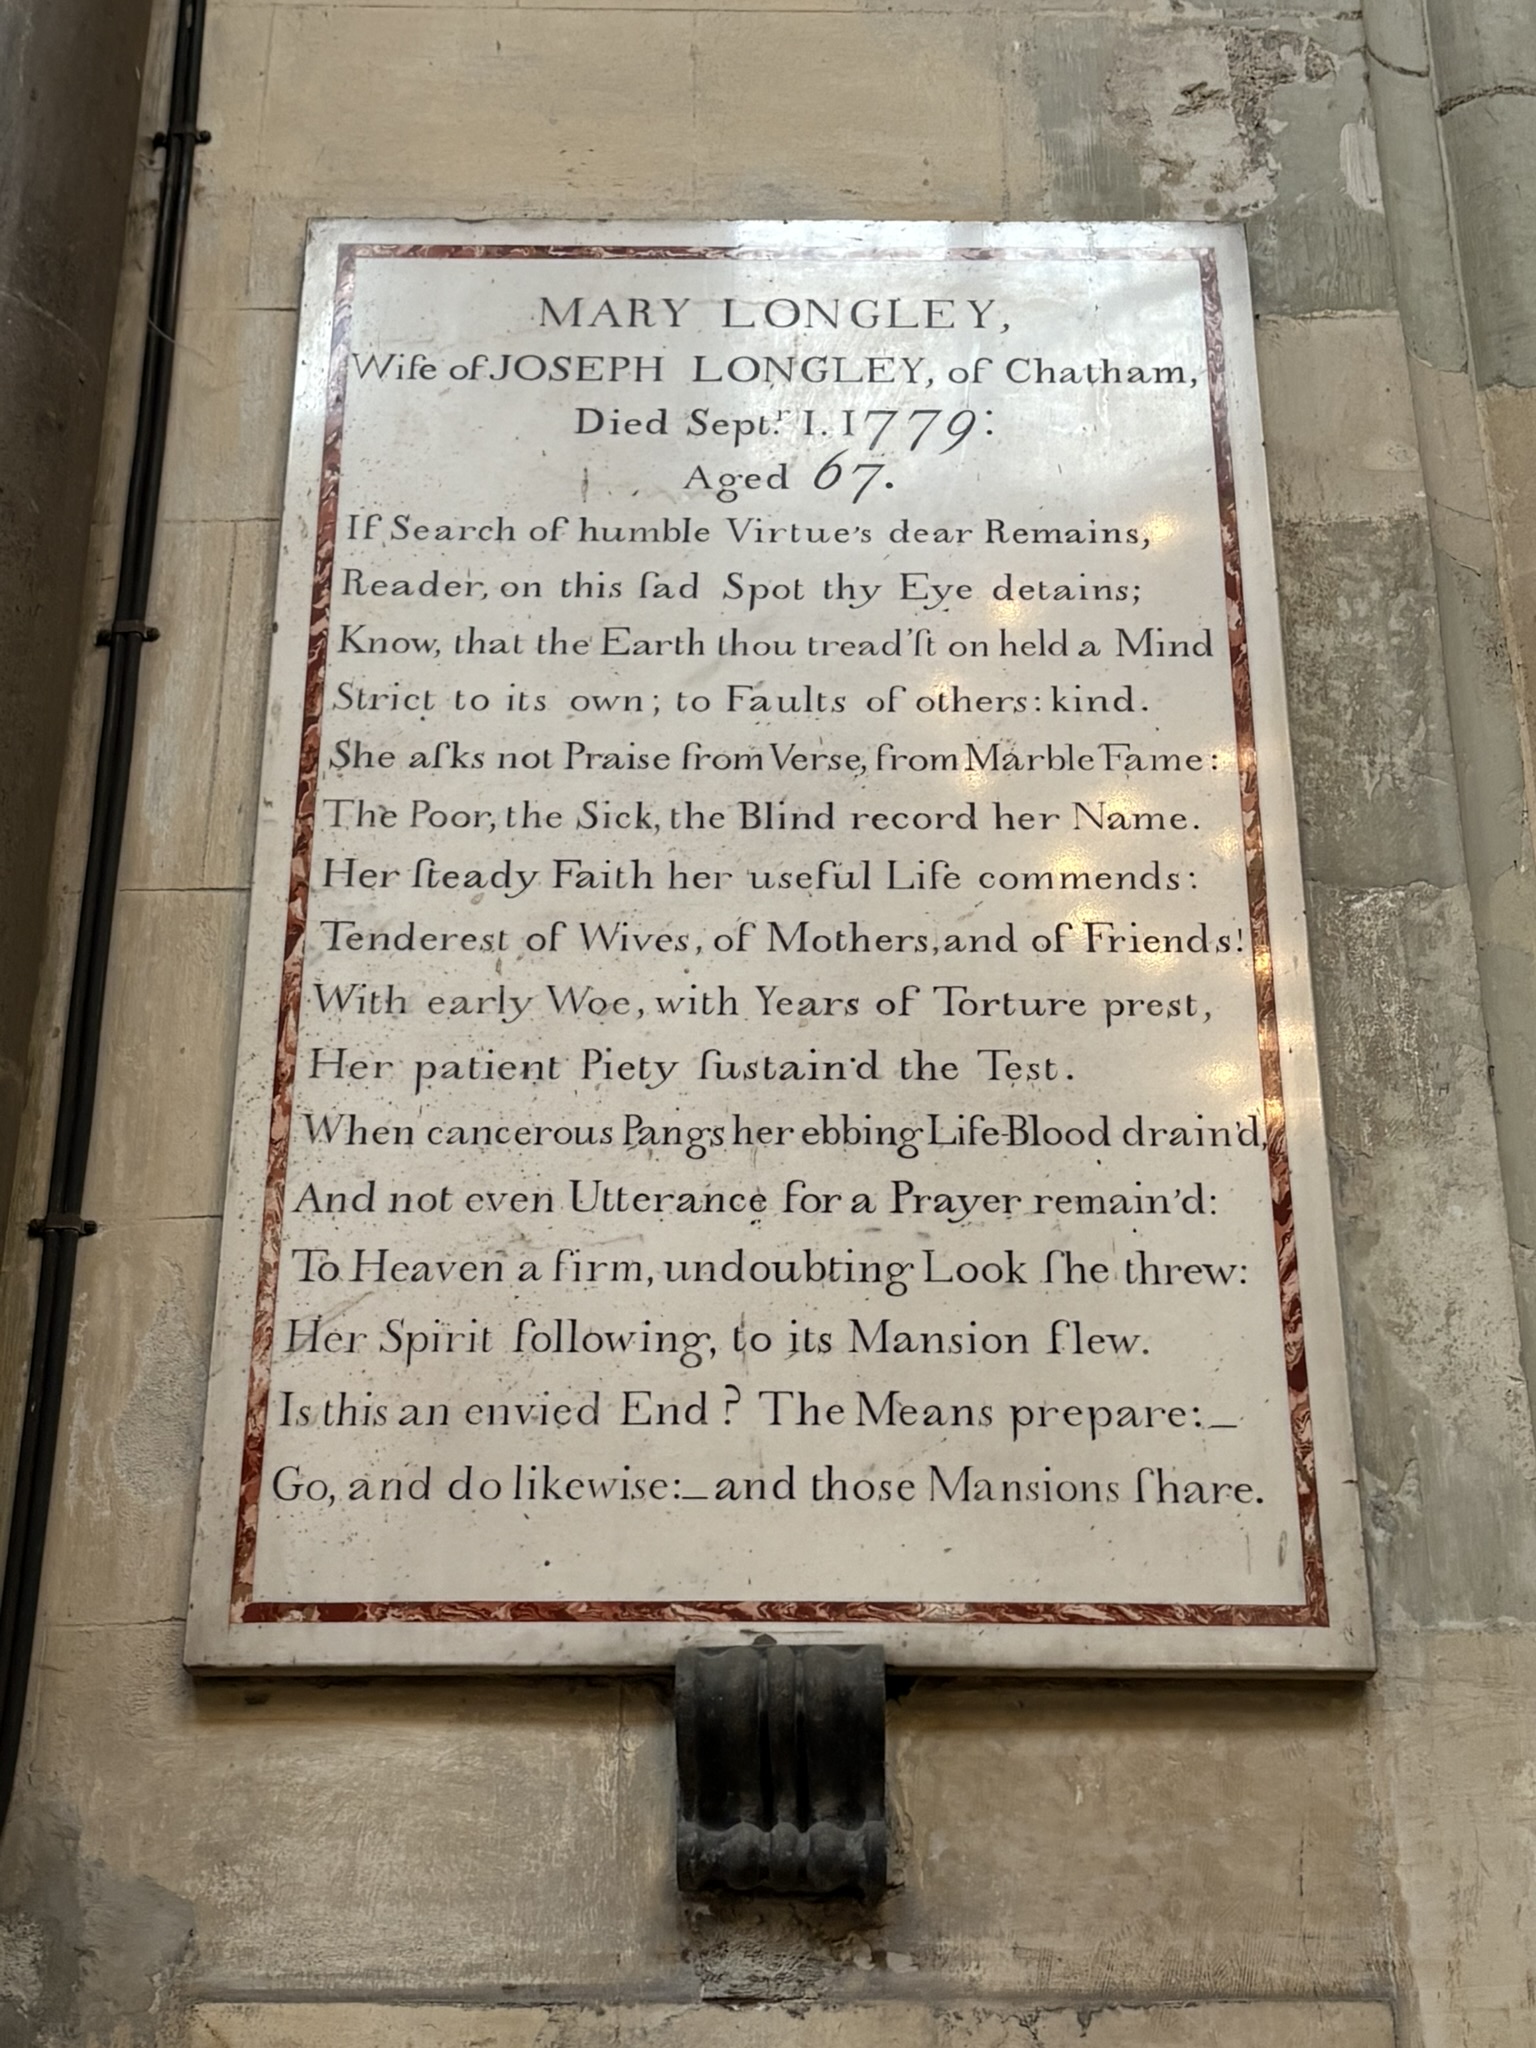 MARY LONGLEY,
Wife of JOSEPH LONGLEY, of Chatham,
Died Sept.r 1. 1779:
Aged 67.
If Search of humble Virtue's dear Remains,
Reader, on this ſad Spot thy Eye detains;
Know, that the Earth thou tread'ſt on held a Mind
Strict to its own; to Faults of others: kind.
She aſks not Praise from Verse, from Marble Fame:
The Poor, the Sick, the Blind record her Name.
Her ſteady Faith her useful Life commends:
Tenderest of Wives, of Mothers, and of Friends!
With early Woe, with Years of Torture prest,
Her patient Piety ſustain'd the Test.
When cancerous Pangs her ebbing Life-Blood drain'd,
And not even Utterance for a Prayer remain'd:
To Heaven a firm, undoubting Look ſhe threw:
Her Spirit following, to its Mansion flew.
Is this an envied End? The Means prepare:_
Go, and do likewise:_and those Mansions ſhare.